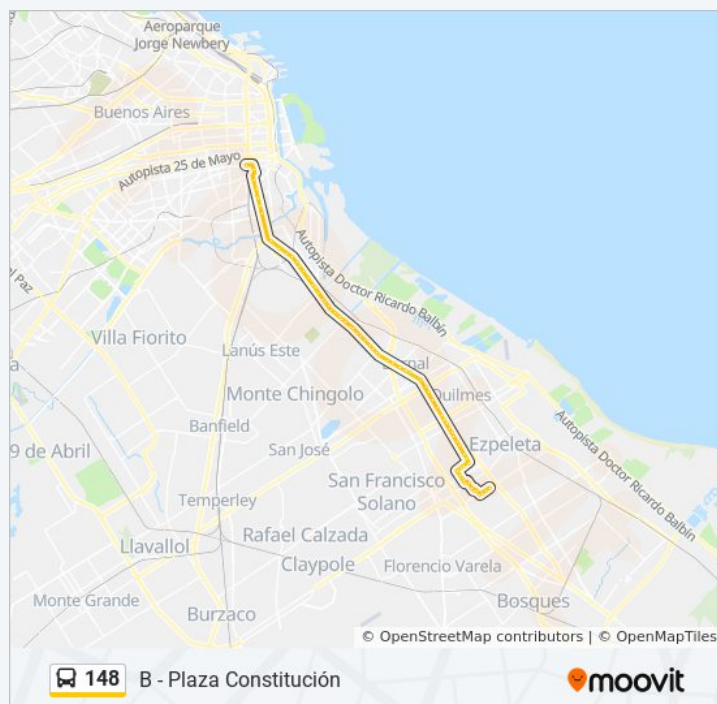 Aeroparque
Jorge Newbery
Buenos Aires
Autopista 25 de Mayo
Autopista Doctor Ricardo Balbín
Paz
Villa Fiorito
Lanús Este
Bernal
Monte Chingolo
Quilmes
Banfield
Autopista Doctor Ricardo Balbín
9 de Abril
San José
Ezpeleta
Temperley
San Francisco
Solano
Rafael Calzada
Llavallol
Claypole
Florencio Varela
Monte Grande
Bosques
Burzaco
© OpenStreetMap contributors | © OpenMapTiles
148 B - Plaza Constitución
moovit